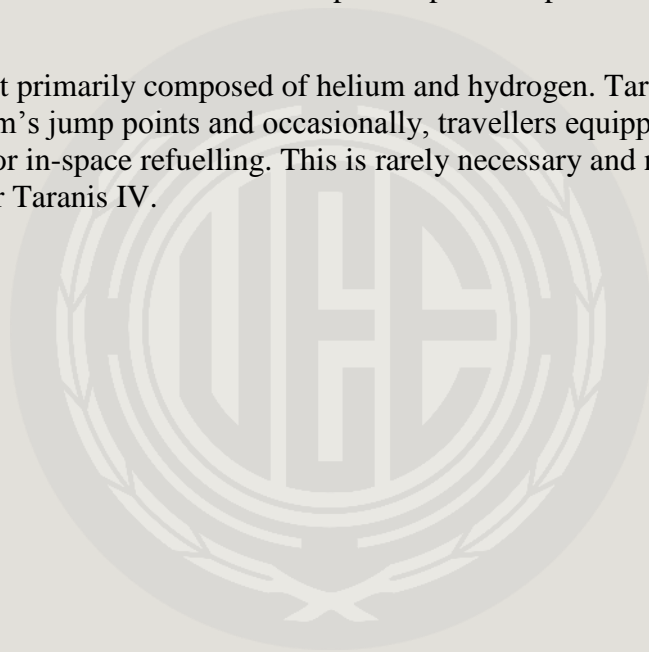 t primarily composed of helium and hydrogen. Tar
m’s jump points and occasionally, travellers equipp
or in-space refuelling. This is rarely necessary and
r Taranis IV.
UEE